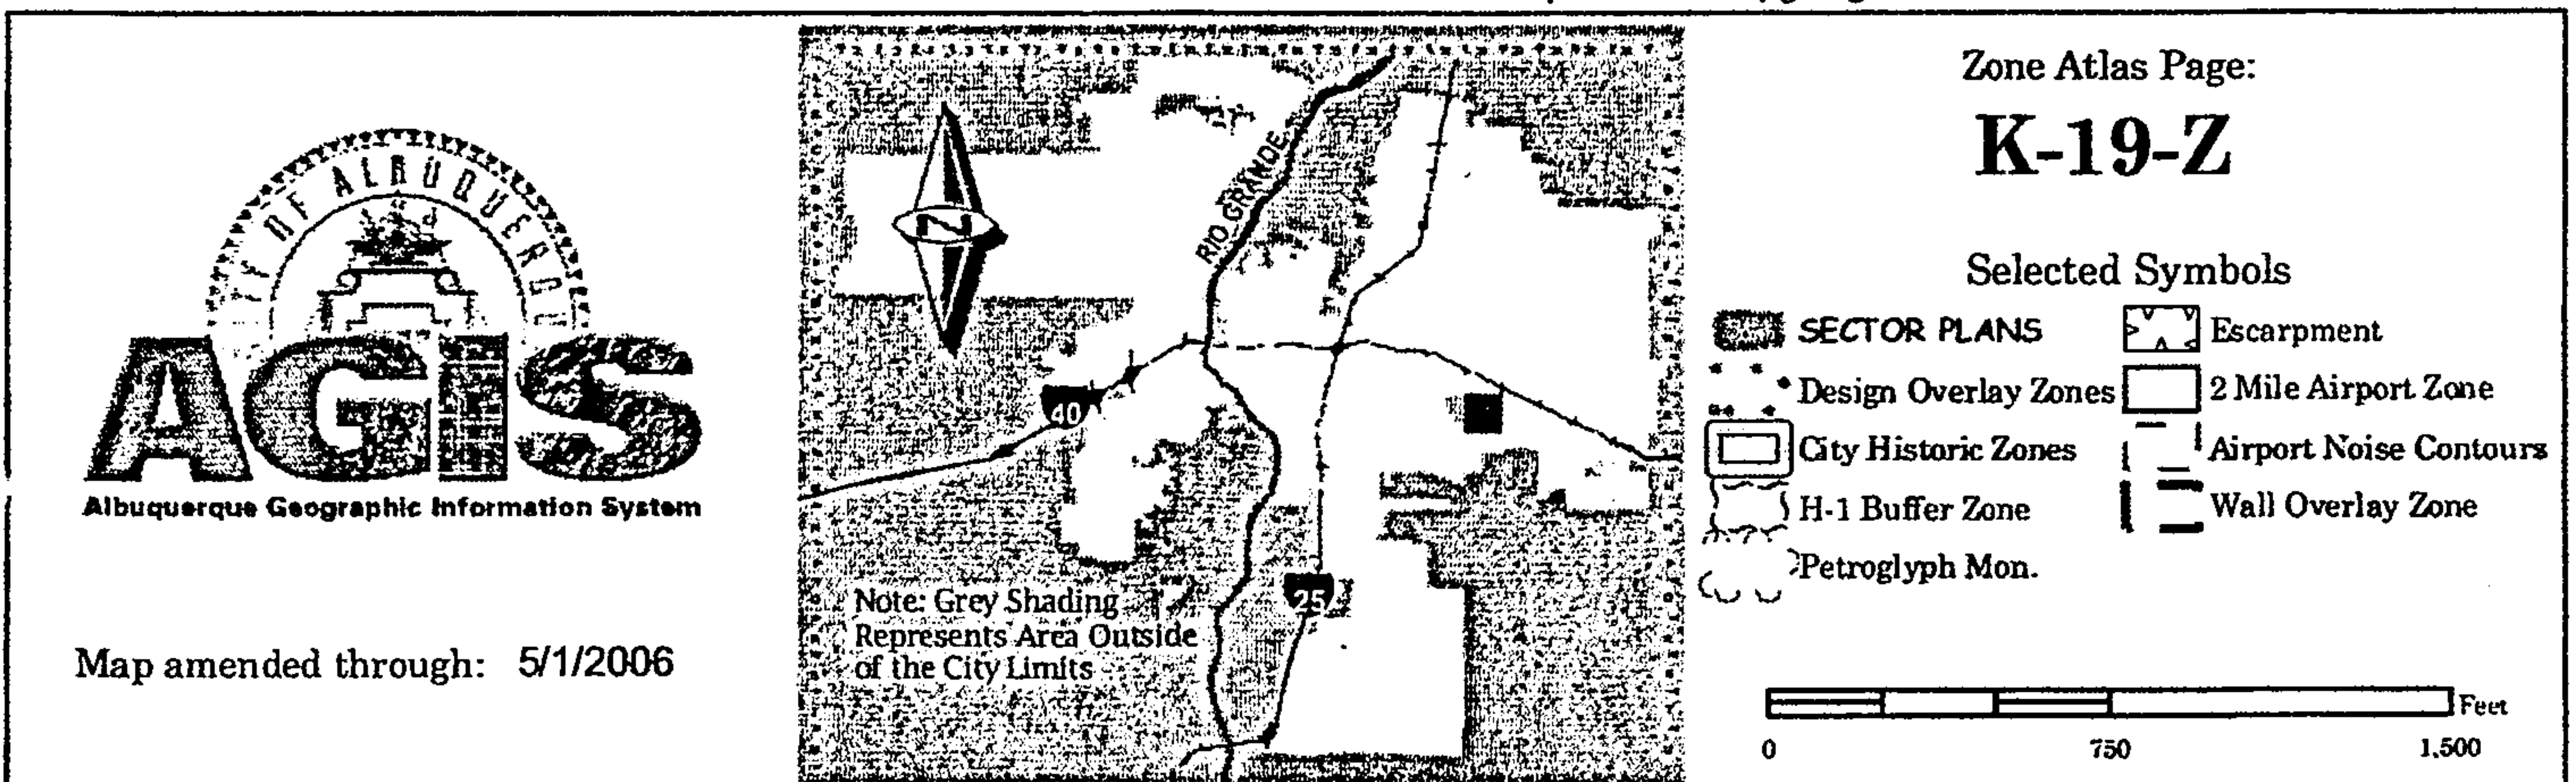 CITY OF ALBUQUERQUE
AGIS
Albuquerque Geographic Information System
Map amended through: 5/1/2006
N
RIO GRANDE
40
25
Note: Grey Shading
Represents Area Outside
of the City Limits
Zone Atlas Page:
K-19-Z
Selected Symbols
SECTOR PLANS
Escarpment
Design Overlay Zones
2 Mile Airport Zone
City Historic Zones
Airport Noise Contours
H-1 Buffer Zone
Wall Overlay Zone
Petroglyph Mon.
Feet
0 750 1,500